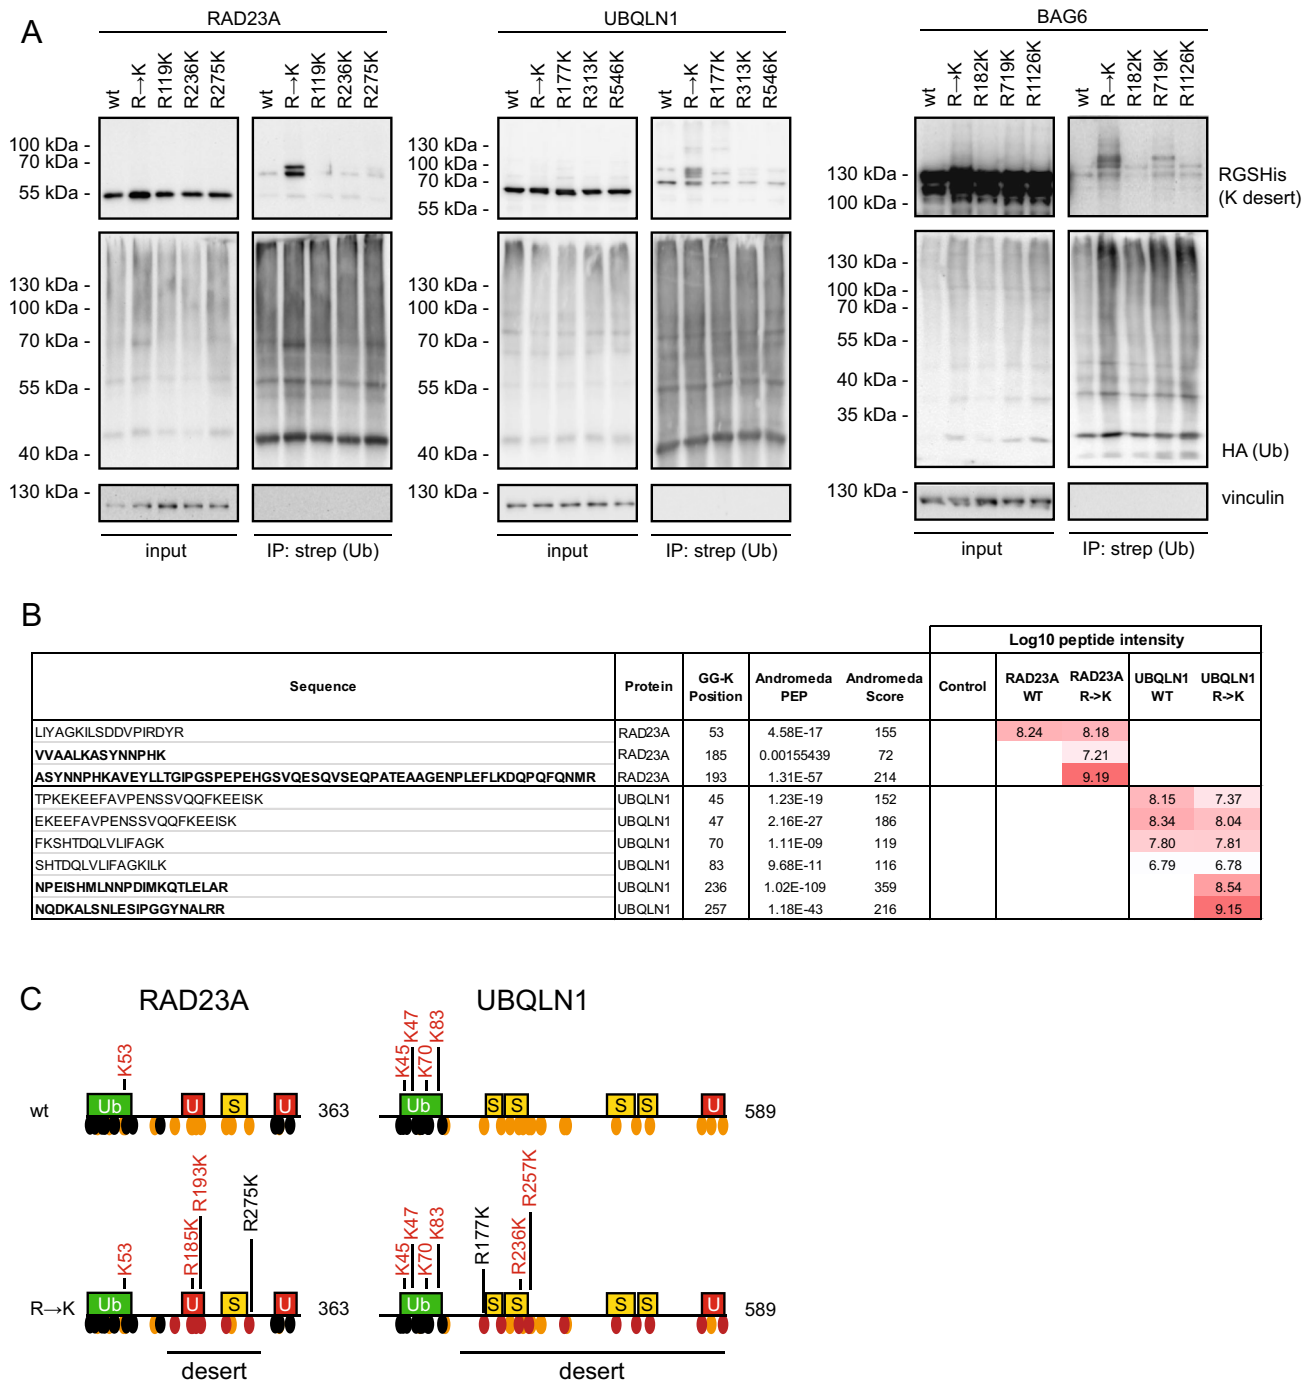 A
RAD23A
UBQLN1
BAG6
wt R→K R119K R236K R275K
wt R→K R119K R236K R275K
wt R→K R177K R313K R546K
wt R→K R177K R313K R546K
wt R→K R182K R719K R1126K
wt R→K R182K R719K R1126K
100 kDa -
70 kDa -
55 kDa -
130 kDa -
100 kDa -
70 kDa -
55 kDa -
130 kDa -
100 kDa -
RGSHis
(K desert)
130 kDa -
100 kDa -
70 kDa -
55 kDa -
40 kDa -
130 kDa -
100 kDa -
70 kDa -
55 kDa -
40 kDa -
130 kDa -
100 kDa -
70 kDa -
55 kDa -
40 kDa -
35 kDa -
HA (Ub)
130 kDa -
130 kDa -
130 kDa -
vinculin
input
IP: strep (Ub)
input
IP: strep (Ub)
input
IP: strep (Ub)
B
Log10 peptide intensity
Sequence Protein GG-K Position Andromeda PEP Andromeda Score Control RAD23A WT RAD23A R->K UBQLN1 WT UBQLN1 R->K
LIYAGKILSDDVPIRDYR RAD23A 53 4.58E-17 155 8.24 8.18
VVAALKASYNNPHK RAD23A 185 0.00155439 72 7.21
ASYNNPHKAVEYLLTGIPGSPEPEHGSVQESQVSEQPATEAAGENPLEFLKDQPQFQNMR RAD23A 193 1.31E-57 214 9.19
TPKEKEEFAVPENSSVQQFKEEISK UBQLN1 45 1.23E-19 152 8.15 7.37
EKEEFAVPENSSVQQFKEEISK UBQLN1 47 2.16E-27 186 8.34 8.04
FKSHTDQLVLIFAGK UBQLN1 70 1.11E-09 119 7.80 7.81
SHTDQLVLIFAGKILK UBQLN1 83 9.68E-11 116 6.79 6.78
NPEISHMLNNPDIMKQTLELAR UBQLN1 236 1.02E-109 359 8.54
NQDKALSNLESIPGGYNALRR UBQLN1 257 1.18E-43 216 9.15
C
RAD23A
UBQLN1
K53
K45 K47 K70 K83
wt
Ub U S U 363
Ub S S S S U 589
K53 R185K R193K R275K
K45 K47 K70 K83 R177K R236K R257K
R→K
Ub U S U 363
Ub S S S S U 589
desert
desert